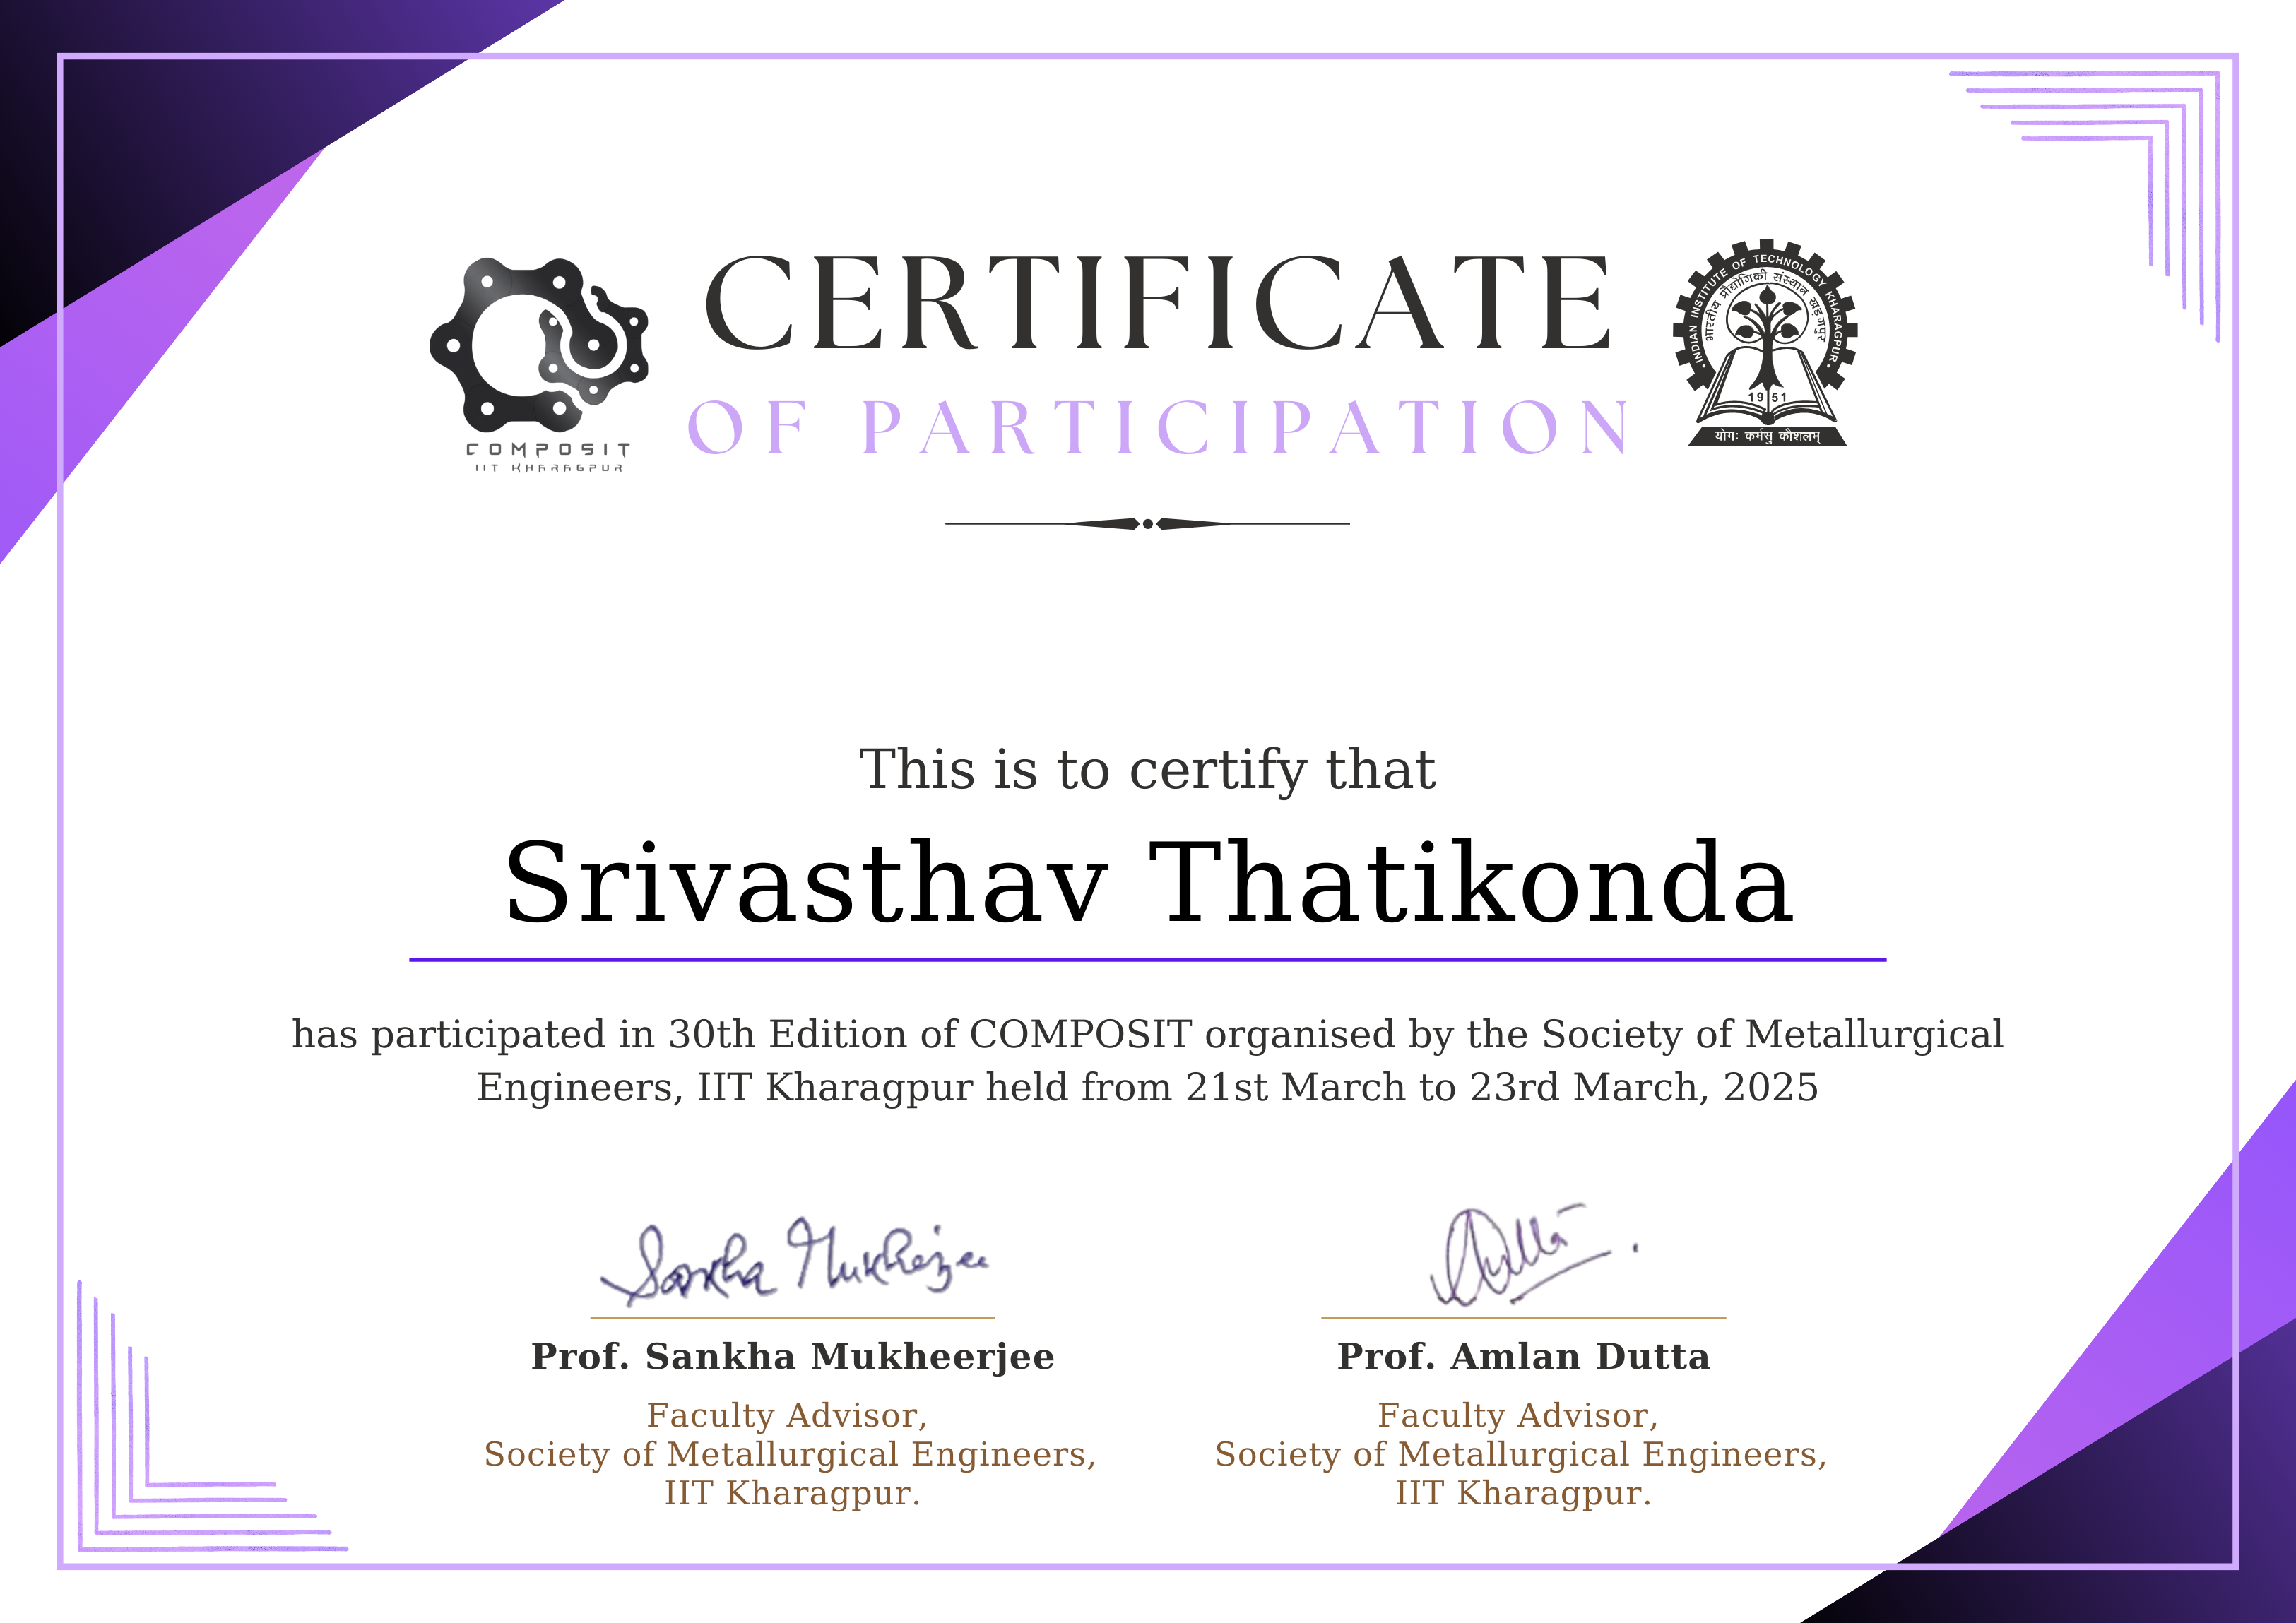 CERTIFICATE
OF PARTICIPATION
COMPOSIT
IIT KHARAGPUR
INDIAN INSTITUTE OF TECHNOLOGY KHARAGPUR
भारतीय प्रौद्योगिकी संस्थान खड़गपुर
1951
योगः कर्मसु कौशलम्
This is to certify that
Srivasthav Thatikonda
has participated in 30th Edition of COMPOSIT organised by the Society of Metallurgical
Engineers, IIT Kharagpur held from 21st March to 23rd March, 2025
Sankha Mukherjee
Dutta
Prof. Sankha Mukheerjee
Prof. Amlan Dutta
Faculty Advisor,
Society of Metallurgical Engineers,
IIT Kharagpur.
Faculty Advisor,
Society of Metallurgical Engineers,
IIT Kharagpur.